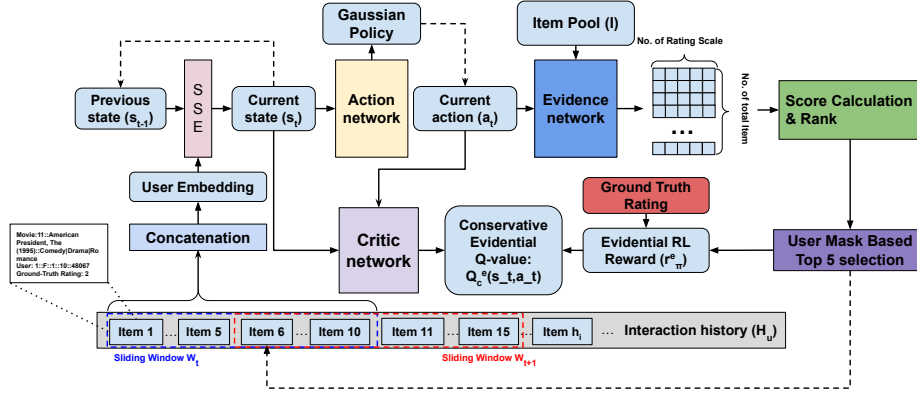 Gaussian
Policy
Item Pool (I)
No. of Rating Scale
No. of total Item
Previous
state (s_{t-1})
SSE
Current
state (s_t)
Action
network
Current
action (a_t)
Evidence
network
...
Score Calculation
& Rank
User Embedding
Concatenation
Critic
network
Conservative
Evidential
Q-value:
Q_c^e(s_t,a_t)
Ground Truth
Rating
Evidential RL
Reward (r_π^e)
User Mask Based
Top 5 selection
Movie:11::American
President, The
(1995)::Comedy|Drama|Ro
mance
User: 1::F::1::10::48067
Ground-Truth Rating: 2
Item 1 ... Item 5 Item 6 ... Item 10 Item 11 ... Item 15 Item h_i ... Interaction history (H_u)
Sliding Window W_t
Sliding Window W_{t+1}